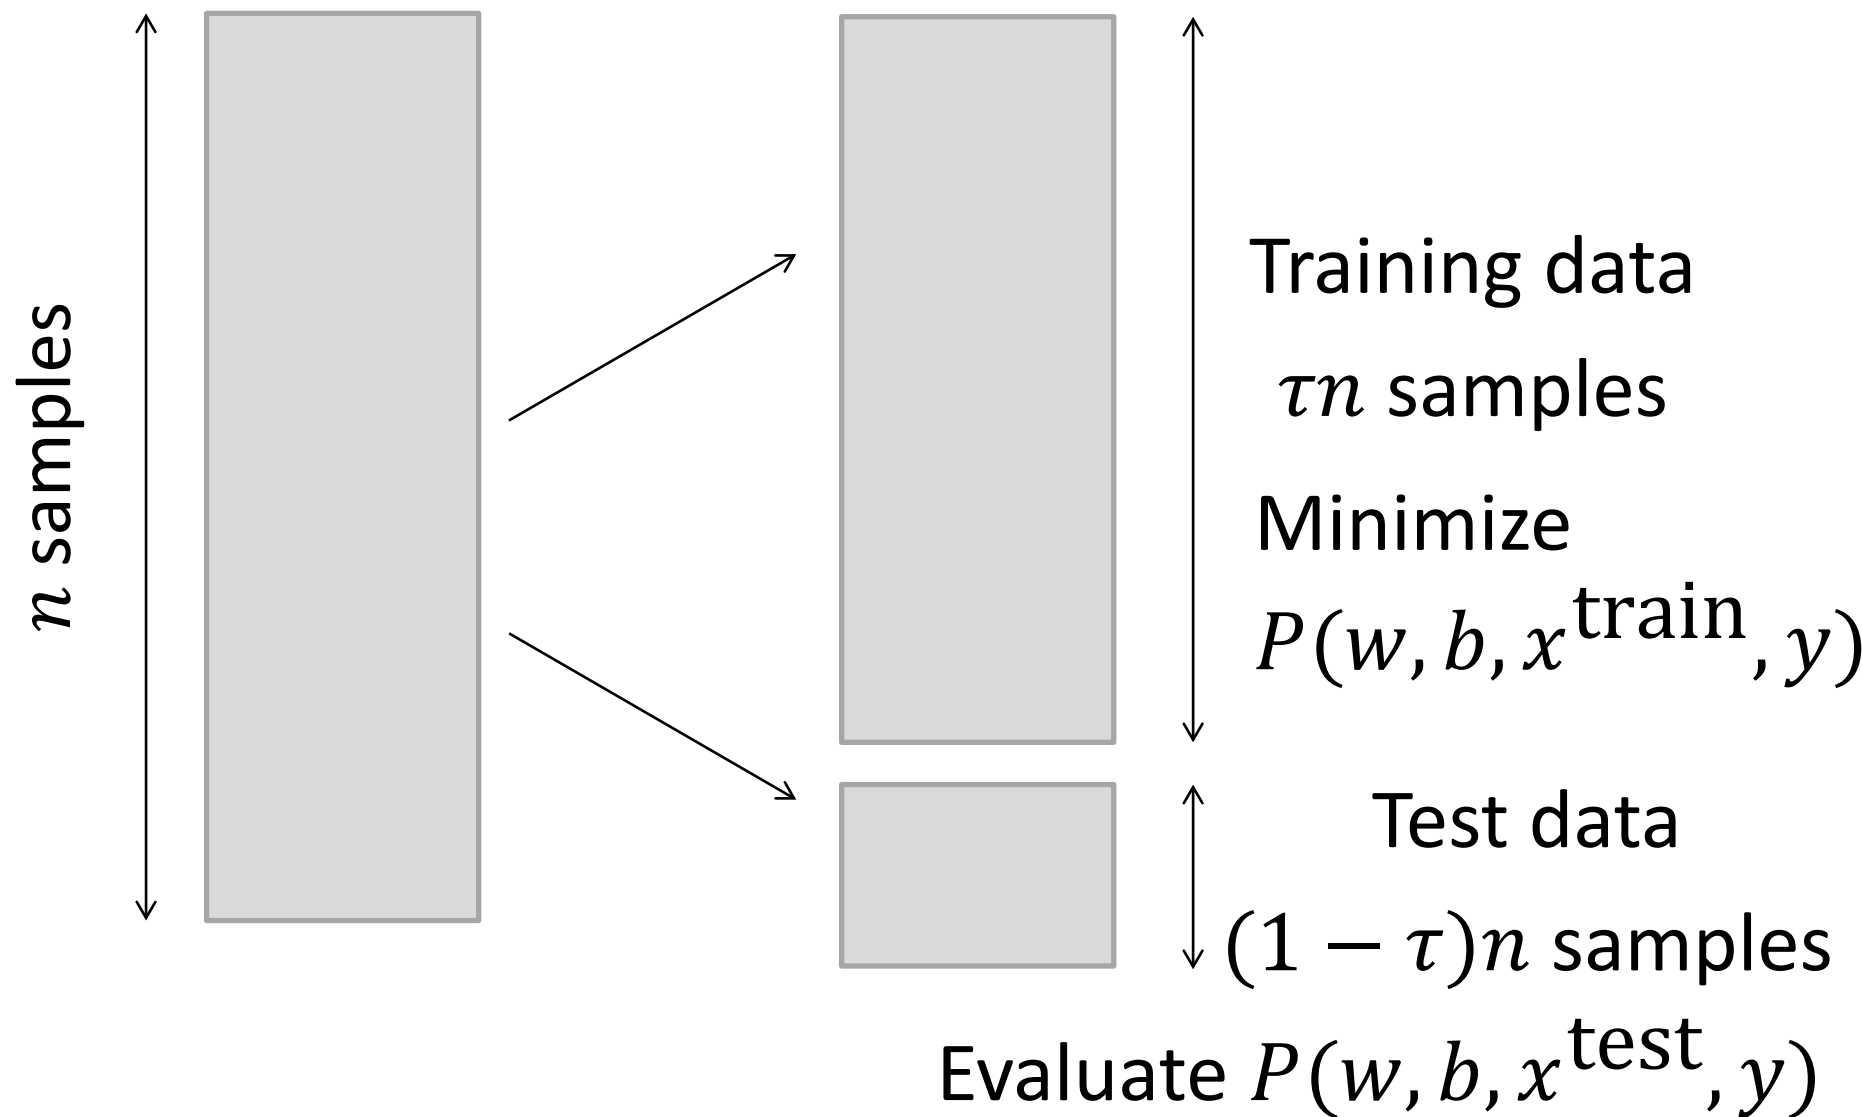 n samples
Training data
τn samples
Minimize
P(w, b, x^train, y)
Test data
(1 − τ)n samples
Evaluate P(w, b, x^test, y)